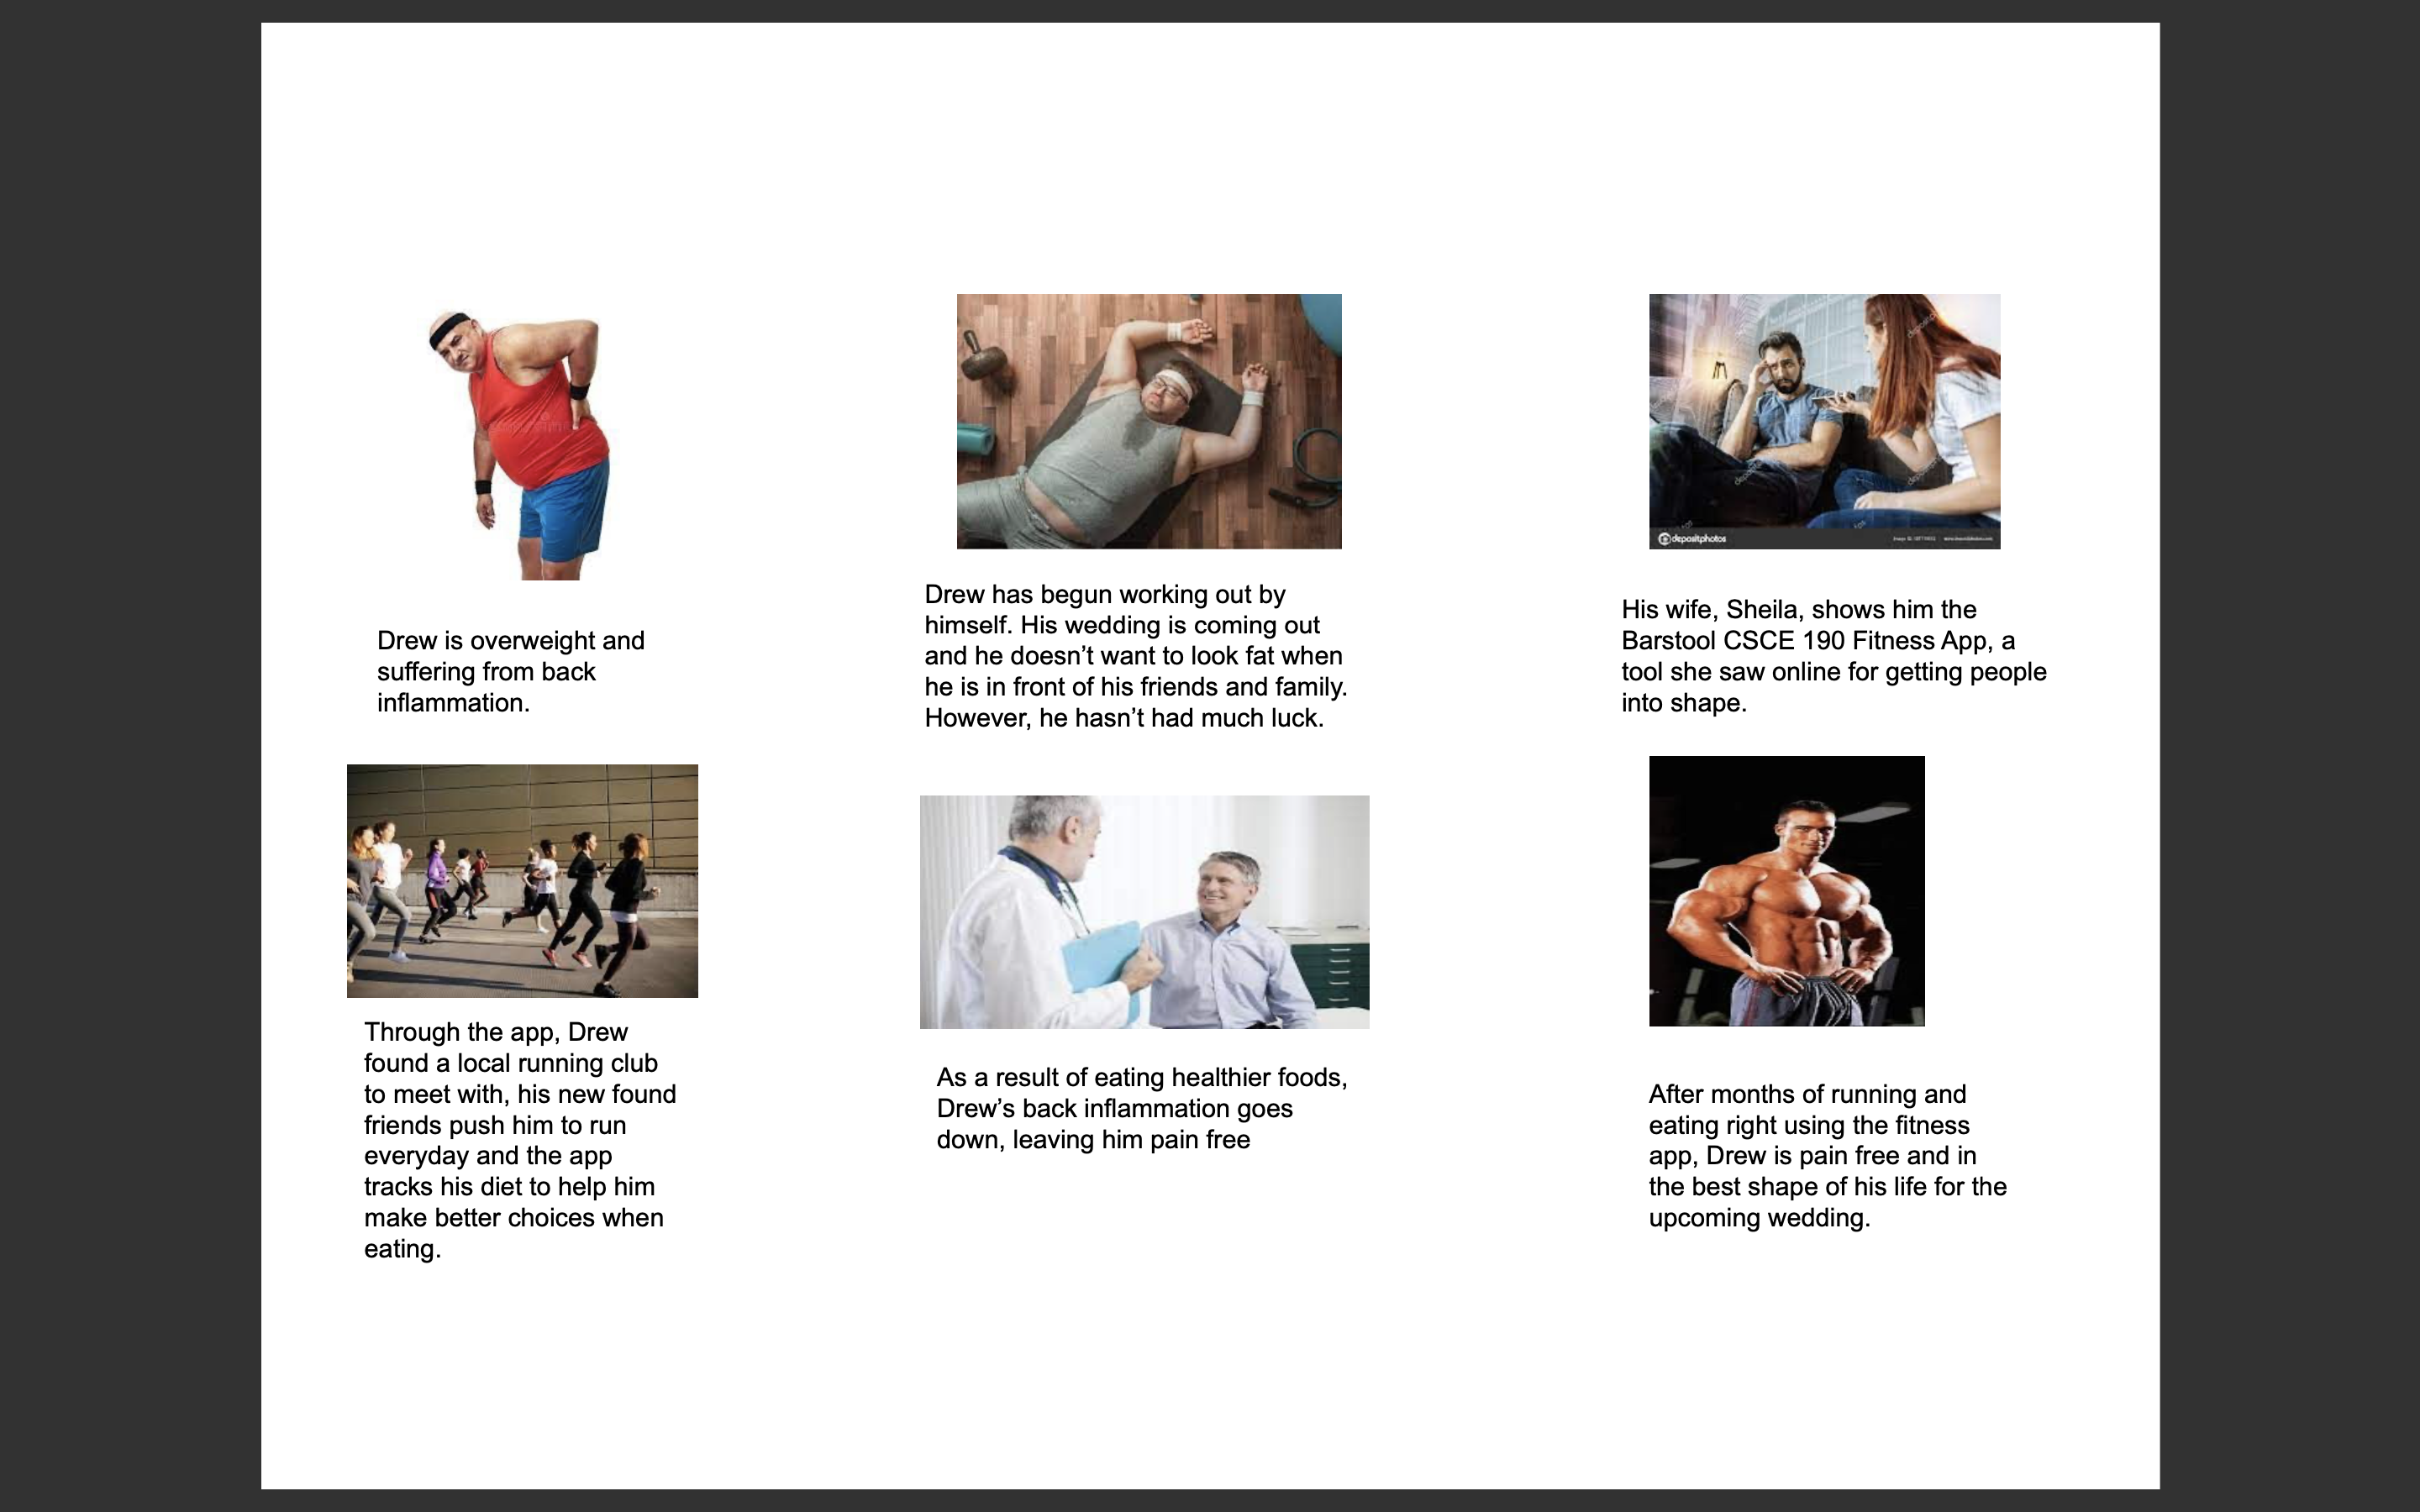 Drew is overweight and
suffering from back
inflammation.
Drew has begun working out by
himself. His wedding is coming out
and he doesn’t want to look fat when
he is in front of his friends and family.
However, he hasn’t had much luck.
depositphotos
His wife, Sheila, shows him the
Barstool CSCE 190 Fitness App, a
tool she saw online for getting people
into shape.
Through the app, Drew
found a local running club
to meet with, his new found
friends push him to run
everyday and the app
tracks his diet to help him
make better choices when
eating.
As a result of eating healthier foods,
Drew’s back inflammation goes
down, leaving him pain free
After months of running and
eating right using the fitness
app, Drew is pain free and in
the best shape of his life for the
upcoming wedding.